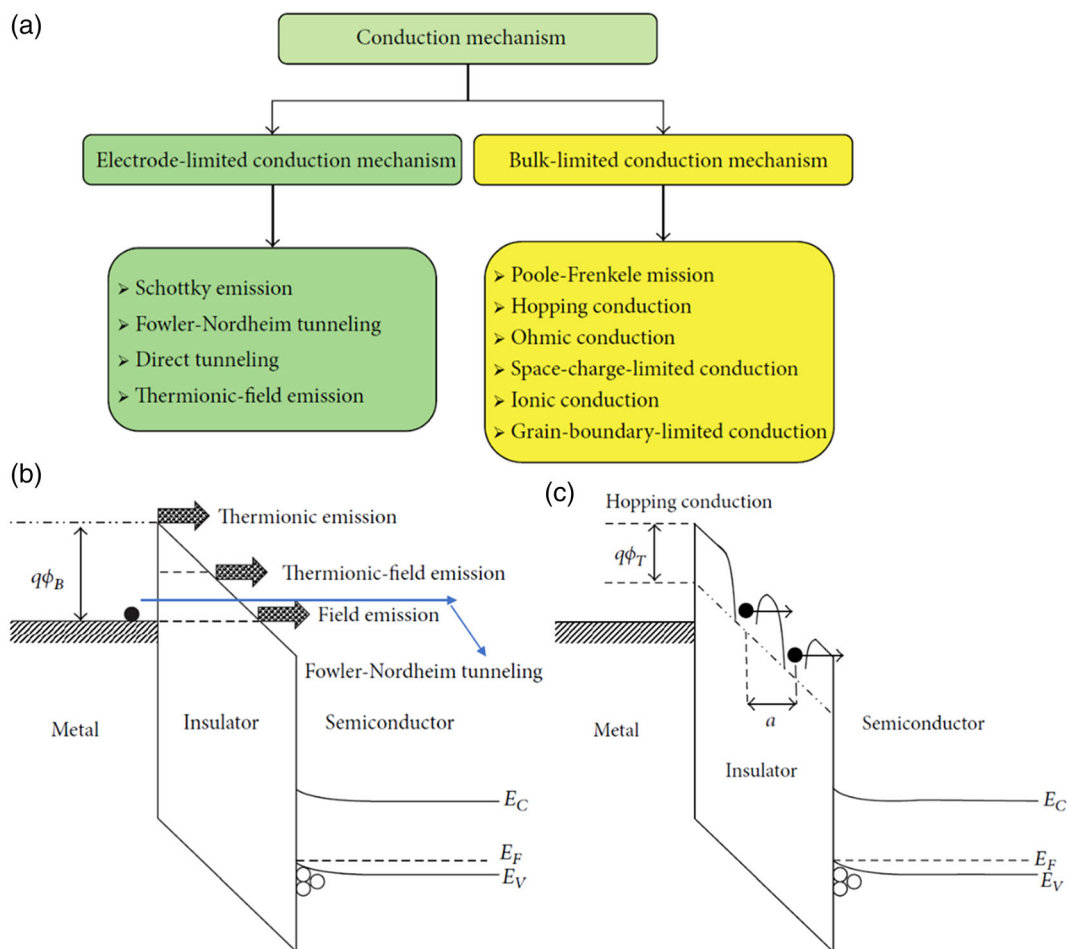 (a)
Conduction mechanism
Electrode-limited conduction mechanism
Bulk-limited conduction mechanism
➢ Schottky emission
➢ Fowler-Nordheim tunneling
➢ Direct tunneling
➢ Thermionic-field emission
➢ Poole-Frenkele mission
➢ Hopping conduction
➢ Ohmic conduction
➢ Space-charge-limited conduction
➢ Ionic conduction
➢ Grain-boundary-limited conduction
(b)
Thermionic emission
qϕB
Thermionic-field emission
Field emission
Fowler-Nordheim tunneling
Metal
Insulator
Semiconductor
EC
EF
EV
(c)
Hopping conduction
qϕT
a
Metal
Semiconductor
Insulator
EC
EF
EV